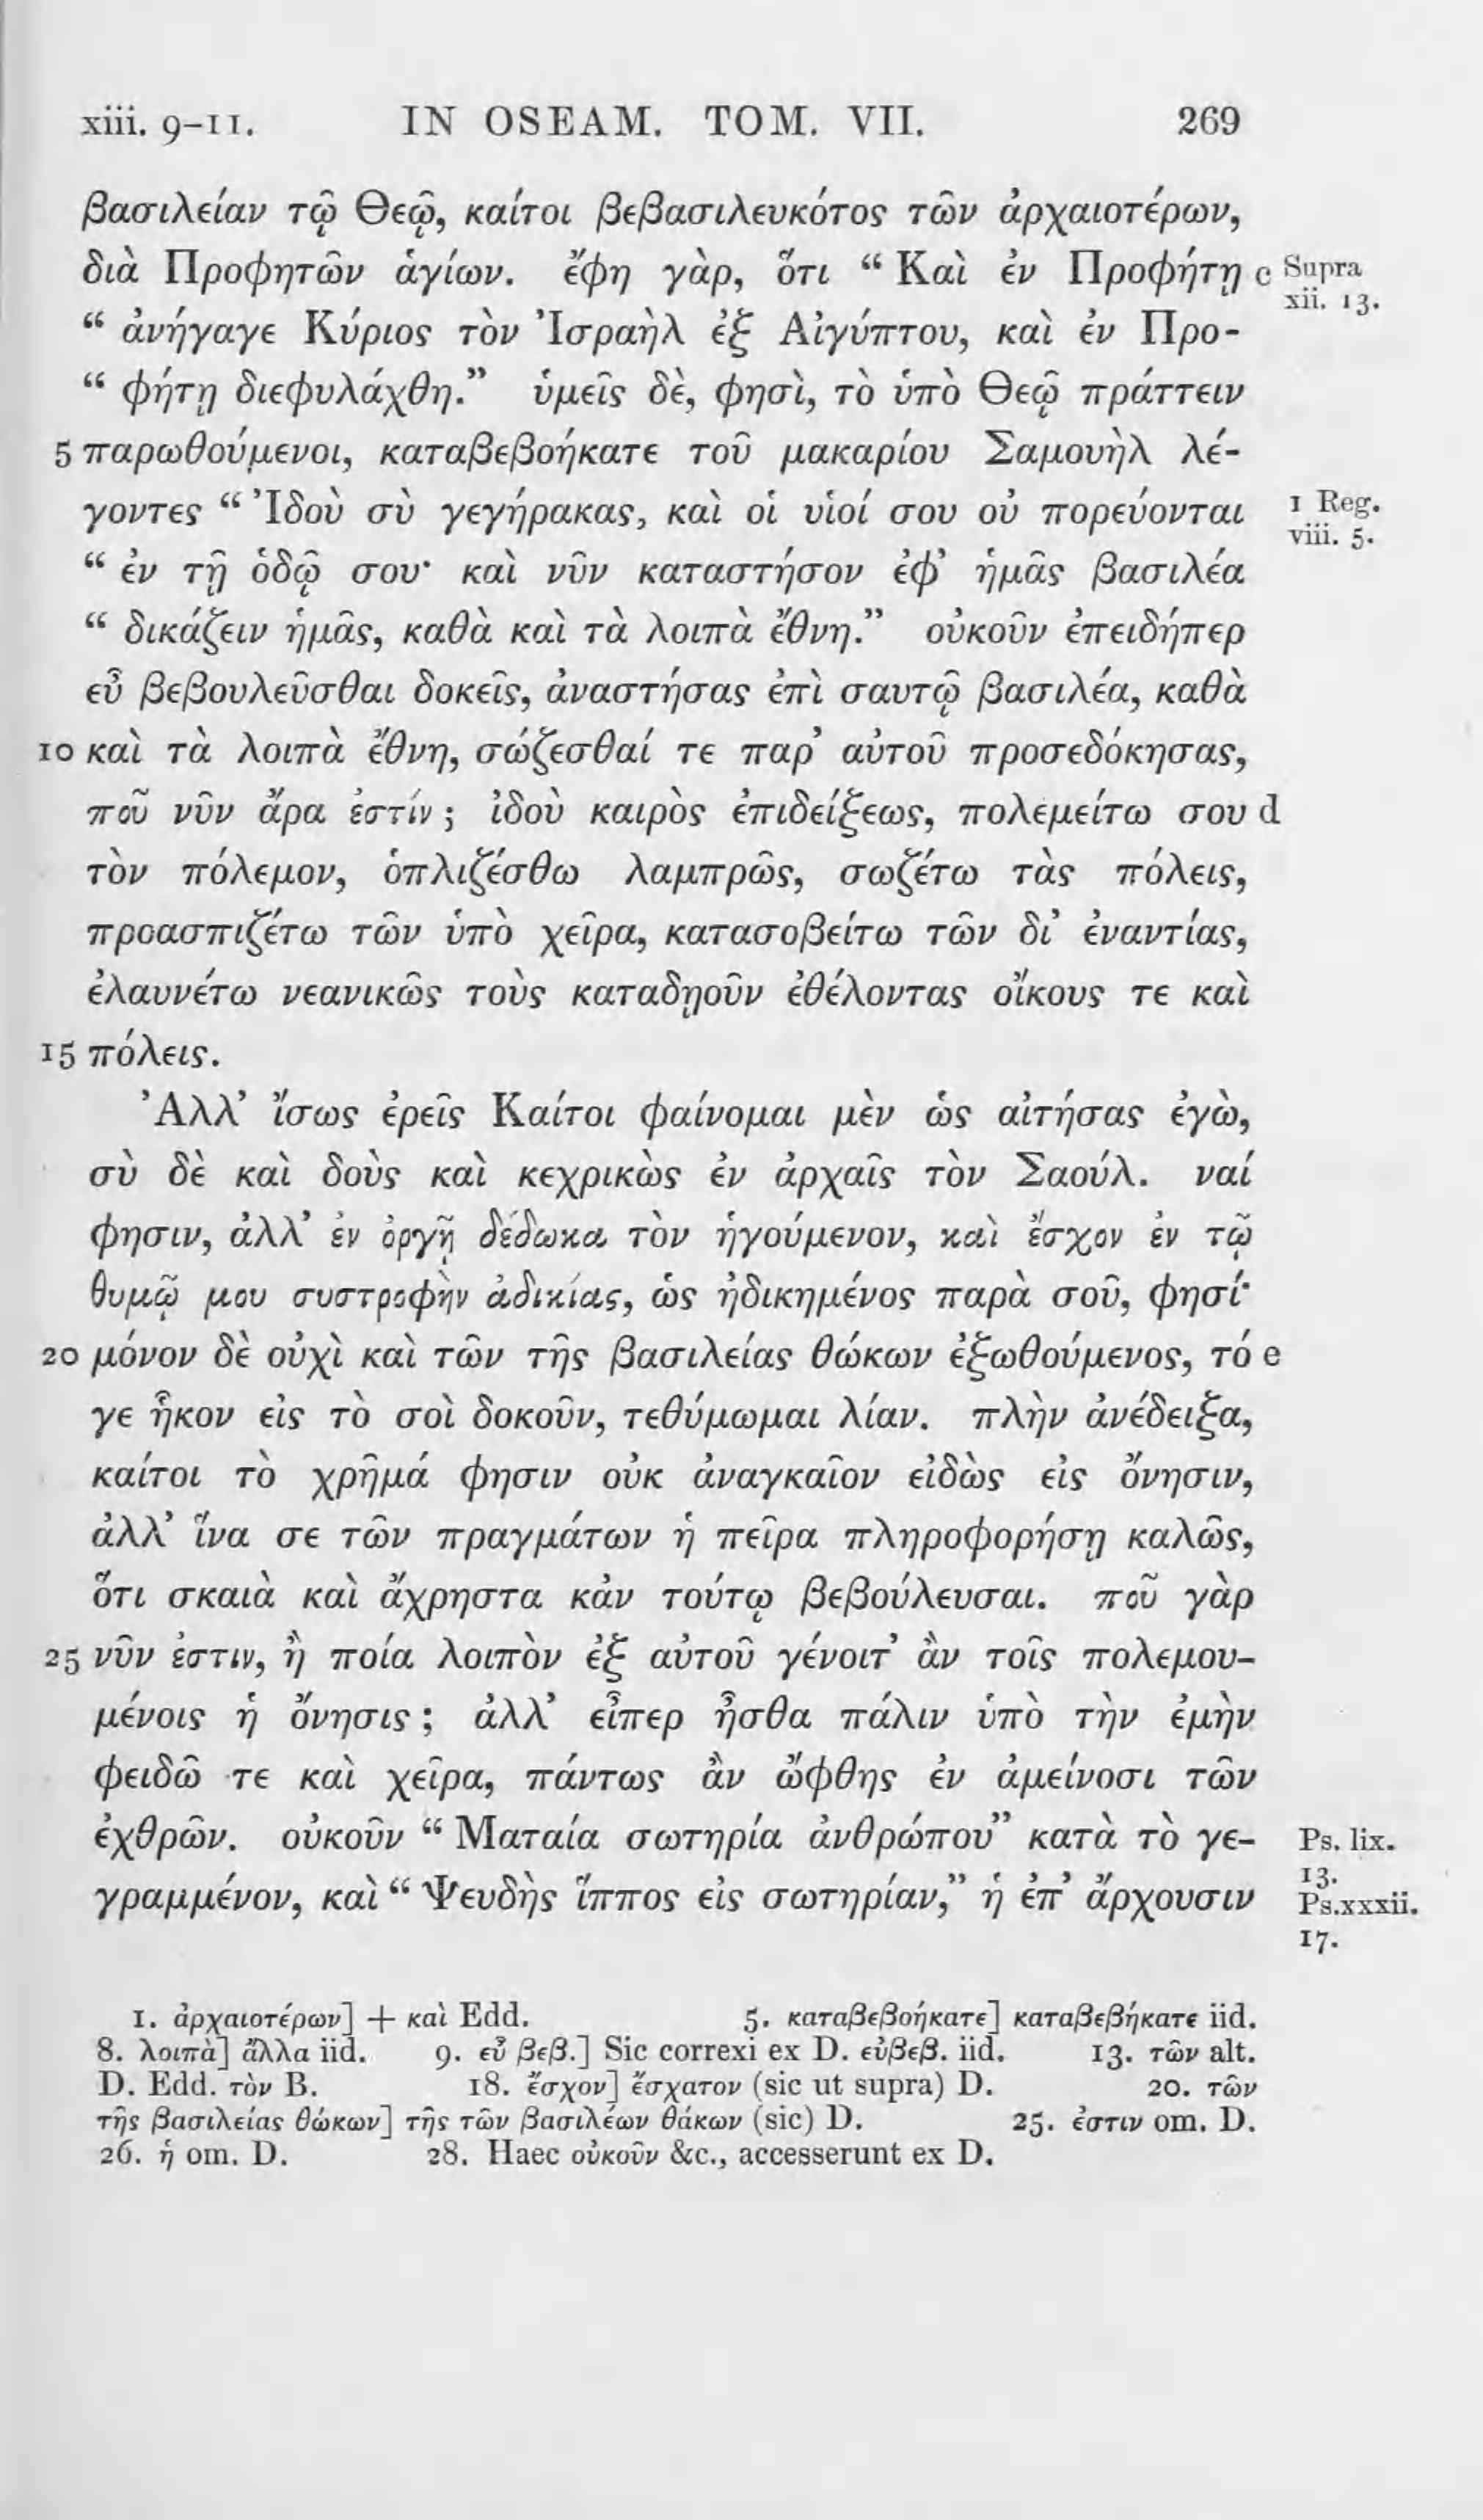 xiii. 9-11. IN OSEAM. TOM. VII. 269
βασιλείαν τῷ Θεῷ, καίτοι βεβασιλευκότος τῶν ἀρχαιοτέρων,
διὰ Προφητῶν ἁγίων. ἔφη γὰρ, ὅτι “ Καὶ ἐν Προφήτῃ c Supra xii. 13.
“ ἀνήγαγε Κύριος τὸν Ἰσραὴλ ἐξ Αἰγύπτου, καὶ ἐν Προ-
“ φήτῃ διεφυλάχθη.” ὑμεῖς δὲ, φησὶ, τὸ ὑπὸ Θεῷ πράττειν
5 παρωθούμενοι, καταβεβοήκατε τοῦ μακαρίου Σαμουὴλ λέ-
γοντες “ Ἰδοὺ σὺ γεγήρακας, καὶ οἱ υἱοί σου οὐ πορεύονται 1 Reg. viii. 5.
“ ἐν τῇ ὁδῷ σου· καὶ νῦν καταστήσον ἐφ’ ἡμᾶς βασιλέα
“ δικάζειν ἡμᾶς, καθὰ καὶ τὰ λοιπὰ ἔθνη.” οὐκοῦν ἐπειδήπερ
εὖ βεβουλεῦσθαι δοκεῖς, ἀναστήσας ἐπὶ σαυτῷ βασιλέα, καθὰ
10 καὶ τὰ λοιπὰ ἔθνη, σώζεσθαί τε παρ’ αὐτοῦ προσεδόκησας,
ποῦ νῦν ἄρα ἐστίν ; ἰδοὺ καιρὸς ἐπιδείξεως, πολεμείτω σου d
τὸν πόλεμον, ὁπλιζέσθω λαμπρῶς, σωζέτω τὰς πόλεις,
προασπιζέτω τῶν ὑπὸ χεῖρα, κατασοβείτω τῶν δι’ ἐναντίας,
ἐλαυνέτω νεανικῶς τοὺς καταδῃοῦν ἐθέλοντας οἴκους τε καὶ
15 πόλεις.
Ἀλλ’ ἴσως ἐρεῖς Καίτοι φαίνομαι μὲν ὡς αἰτήσας ἐγὼ,
σὺ δὲ καὶ δοὺς καὶ κεχρικὼς ἐν ἀρχαῖς τὸν Σαούλ. ναί
φησιν, ἀλλ’ ἐν ὀργῇ δέδωκα τὸν ἡγούμενον, καὶ ἔσχον ἐν τῷ
θυμῷ μου συστροφὴν ἀδικίας, ὡς ἠδικημένος παρὰ σοῦ, φησί·
20 μόνον δὲ οὐχὶ καὶ τῶν τῆς βασιλείας θώκων ἐξωθούμενος, τό e
γε ἧκον εἰς τὸ σοὶ δοκοῦν, τεθύμωμαι λίαν. πλὴν ἀνέδειξα,
καίτοι τὸ χρῆμά φησιν οὐκ ἀναγκαῖον εἰδὼς εἰς ὄνησιν,
ἀλλ’ ἵνα σε τῶν πραγμάτων ἡ πεῖρα πληροφορήσῃ καλῶς,
ὅτι σκαιὰ καὶ ἄχρηστα κἀν τούτῳ βεβούλευσαι. ποῦ γὰρ
25 νῦν ἐστιν, ἢ ποία λοιπὸν ἐξ αὐτοῦ γένοιτ’ ἂν τοῖς πολεμου-
μένοις ἡ ὄνησις ; ἀλλ’ εἶπερ ἦσθα πάλιν ὑπὸ τὴν ἐμὴν
φειδῶ τε καὶ χεῖρα, πάντως ἂν ὤφθης ἐν ἀμείνοσι τῶν
ἐχθρῶν. οὐκοῦν “ Ματαία σωτηρία ἀνθρώπου” κατὰ τὸ γε- Ps. lix. 13.
γραμμένον, καὶ “ Ψευδὴς ἵππος εἰς σωτηρίαν,” ἡ ἐπ’ ἄρχουσιν Ps.xxxii. 17.
1. ἀρχαιοτέρων] + καὶ Edd. 5. καταβεβοήκατε] καταβεβήκατε iid.
8. λοιπὰ] ἄλλα iid. 9. εὖ βεβ.] Sic correxi ex D. εὐβεβ. iid. 13. τῶν alt.
D. Edd. τὸν B. 18. ἔσχον] ἔσχατον (sic ut supra) D. 20. τῶν
τῆς βασιλείας θώκων] τῆς τῶν βασιλέων θάκων (sic) D. 25. ἐστιν om. D.
26. ἡ om. D. 28. Haec οὐκοῦν &c., accesserunt ex D.